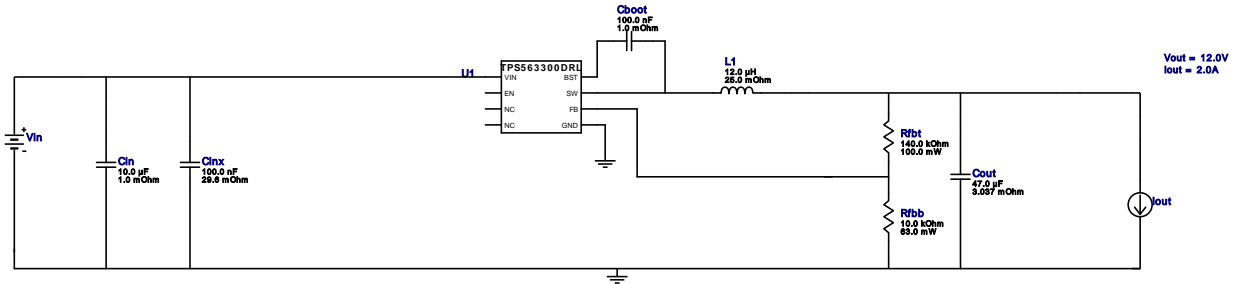 Cboot
100.0 nF
1.0 mOhm
U1
TPS563300DRL
VIN
BST
EN
SW
NC
FB
NC
GND
L1
12.0 µH
25.0 mOhm
Vout = 12.0V
Iout = 2.0A
+
Vin
-
Cin
10.0 µF
1.0 mOhm
Cinx
100.0 nF
29.6 mOhm
Rfbt
140.0 kOhm
100.0 mW
Cout
47.0 µF
3.037 mOhm
Rfbb
10.0 kOhm
63.0 mW
Iout